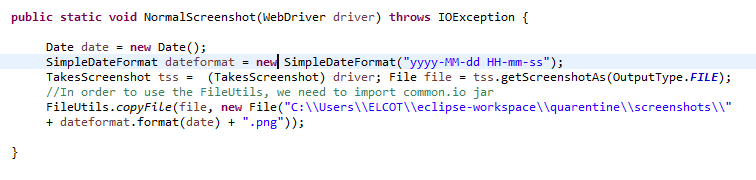 public static void NormalScreenshot(WebDriver driver) throws IOException {
Date date = new Date();
SimpleDateFormat dateformat = new SimpleDateFormat("yyyy-MM-dd HH-mm-ss");
TakesScreenshot tss =  (TakesScreenshot) driver; File file = tss.getScreenshotAs(OutputType.FILE);
//In order to use the FileUtils, we need to import common.io jar
FileUtils.copyFile(file, new File("C:\\Users\\ELCOT\\eclipse-workspace\\quarentine\\screenshots\\"
+ dateformat.format(date) + ".png"));
}